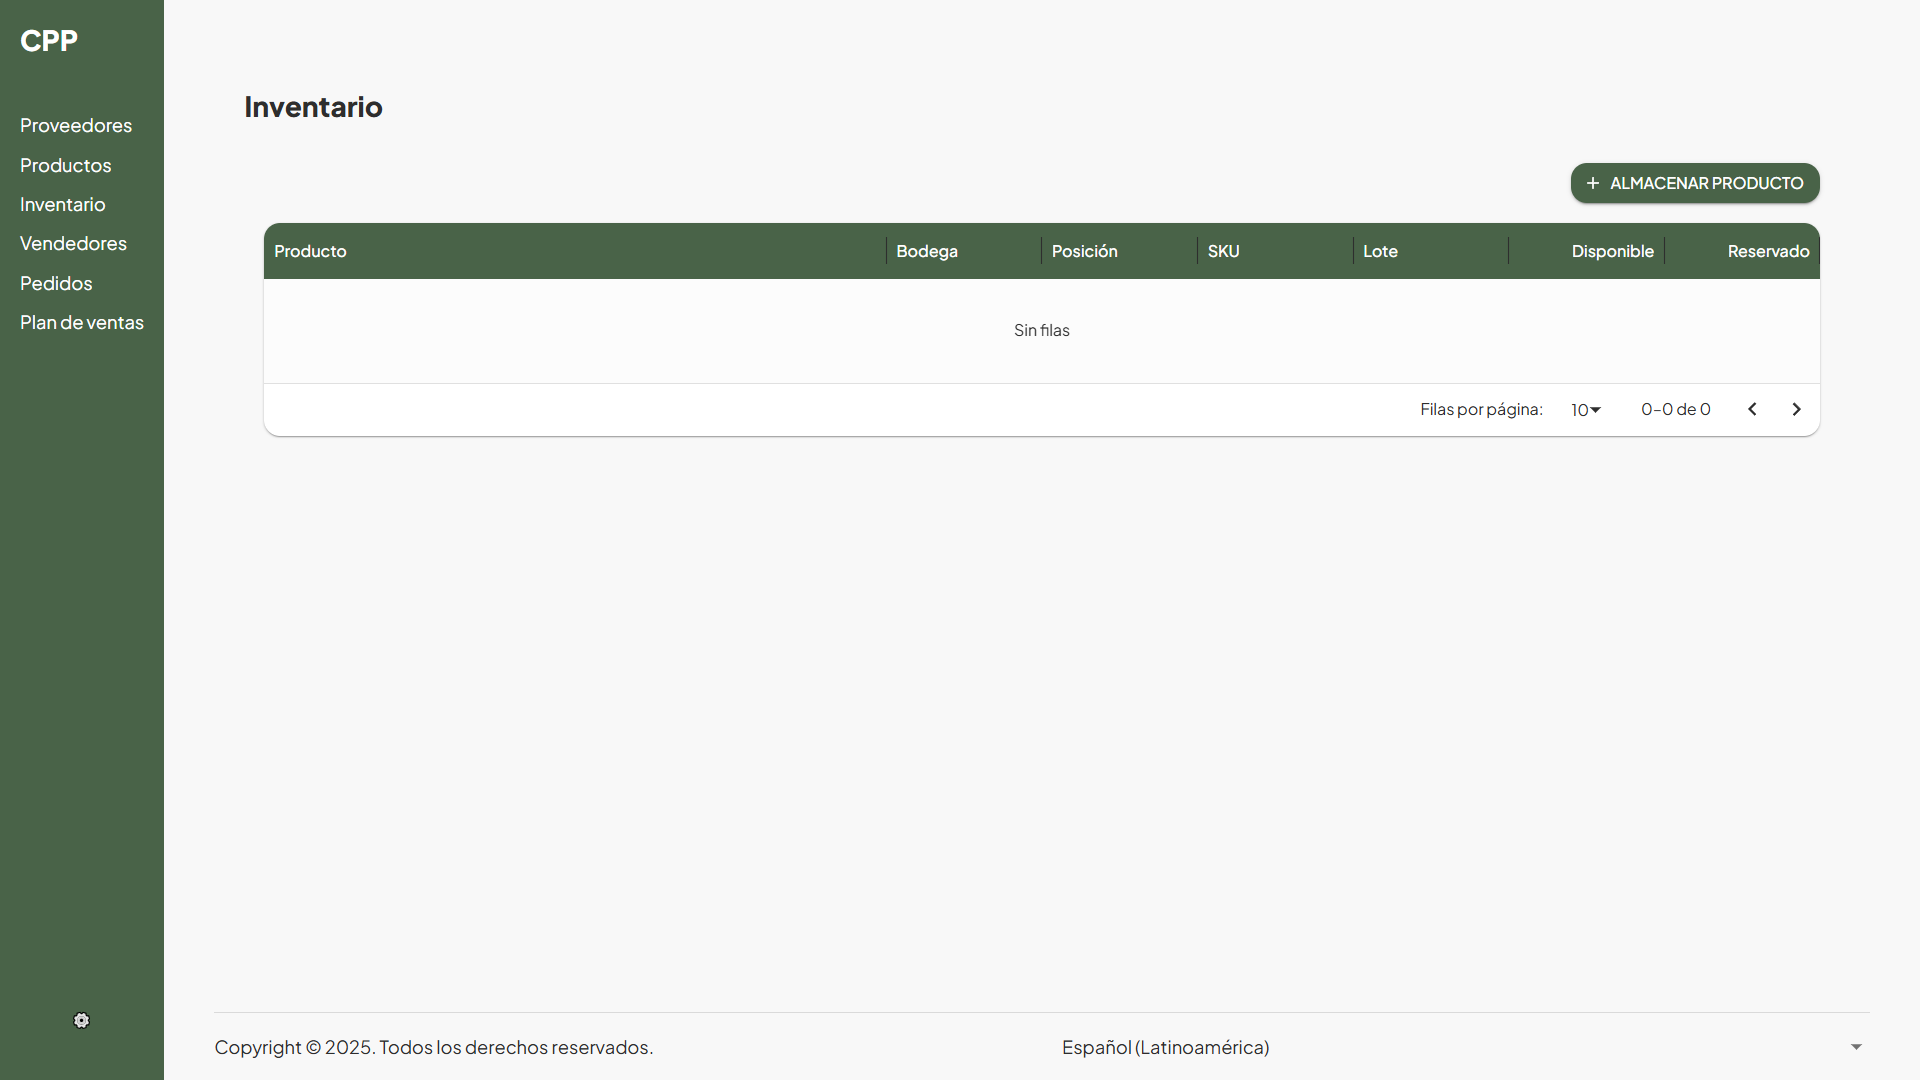 CPP
Proveedores
Productos
Inventario
Vendedores
Pedidos
Plan de ventas
Inventario
+ ALMACENAR PRODUCTO
Producto Bodega Posición SKU Lote Disponible Reservado
Sin filas
Filas por página: 10 0–0 de 0
Copyright © 2025. Todos los derechos reservados. Español (Latinoamérica)